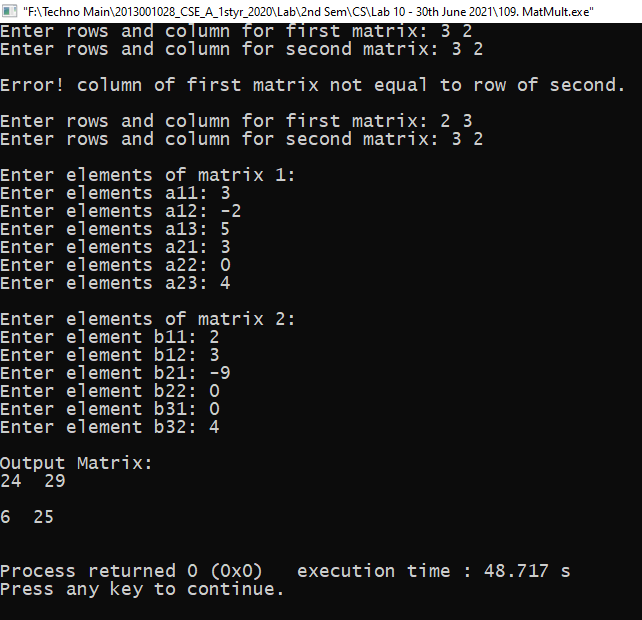 "F:\Techno Main\2013001028_CSE_A_1styr_2020\Lab\2nd Sem\CS\Lab 10 - 30th June 2021\109. MatMult.exe"
Enter rows and column for first matrix: 3 2
Enter rows and column for second matrix: 3 2
Error! column of first matrix not equal to row of second.
Enter rows and column for first matrix: 2 3
Enter rows and column for second matrix: 3 2
Enter elements of matrix 1:
Enter elements a11: 3
Enter elements a12: -2
Enter elements a13: 5
Enter elements a21: 3
Enter elements a22: 0
Enter elements a23: 4
Enter elements of matrix 2:
Enter element b11: 2
Enter element b12: 3
Enter element b21: -9
Enter element b22: 0
Enter element b31: 0
Enter element b32: 4
Output Matrix:
24  29
6  25
Process returned 0 (0x0)   execution time : 48.717 s
Press any key to continue.